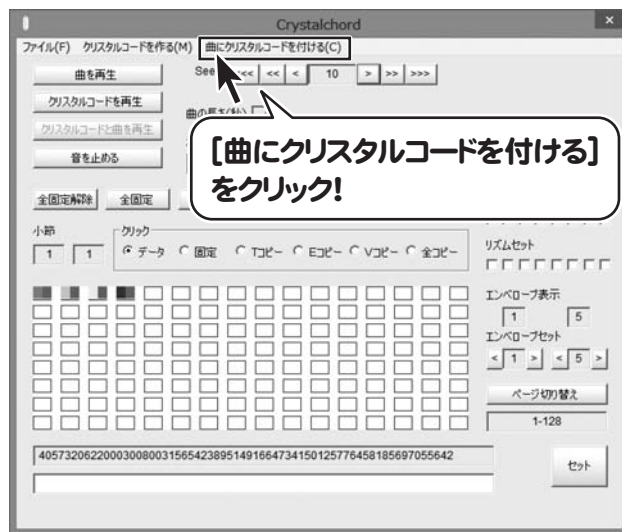 Crystalchord
×
ファイル(F) クリスタルコードを作る(M) 曲にクリスタルコードを付ける(C)
曲を再生
See << << < 10 > >> >>>
クリスタルコードを再生
クリスタルコードと曲を再生
音を止める
[曲にクリスタルコードを付ける]
をクリック!
全固定解除 全固定
小節
1 1
クリック
データ 固定 Tコピー Eコピー Vコピー 全コピー
リズムセット
エンベロープ表示
1 5
エンベロープセット
< 1 > < 5 >
ページ切り替え
1-128
4057320622000300800315654238951491664734150125776458185697055642
セット